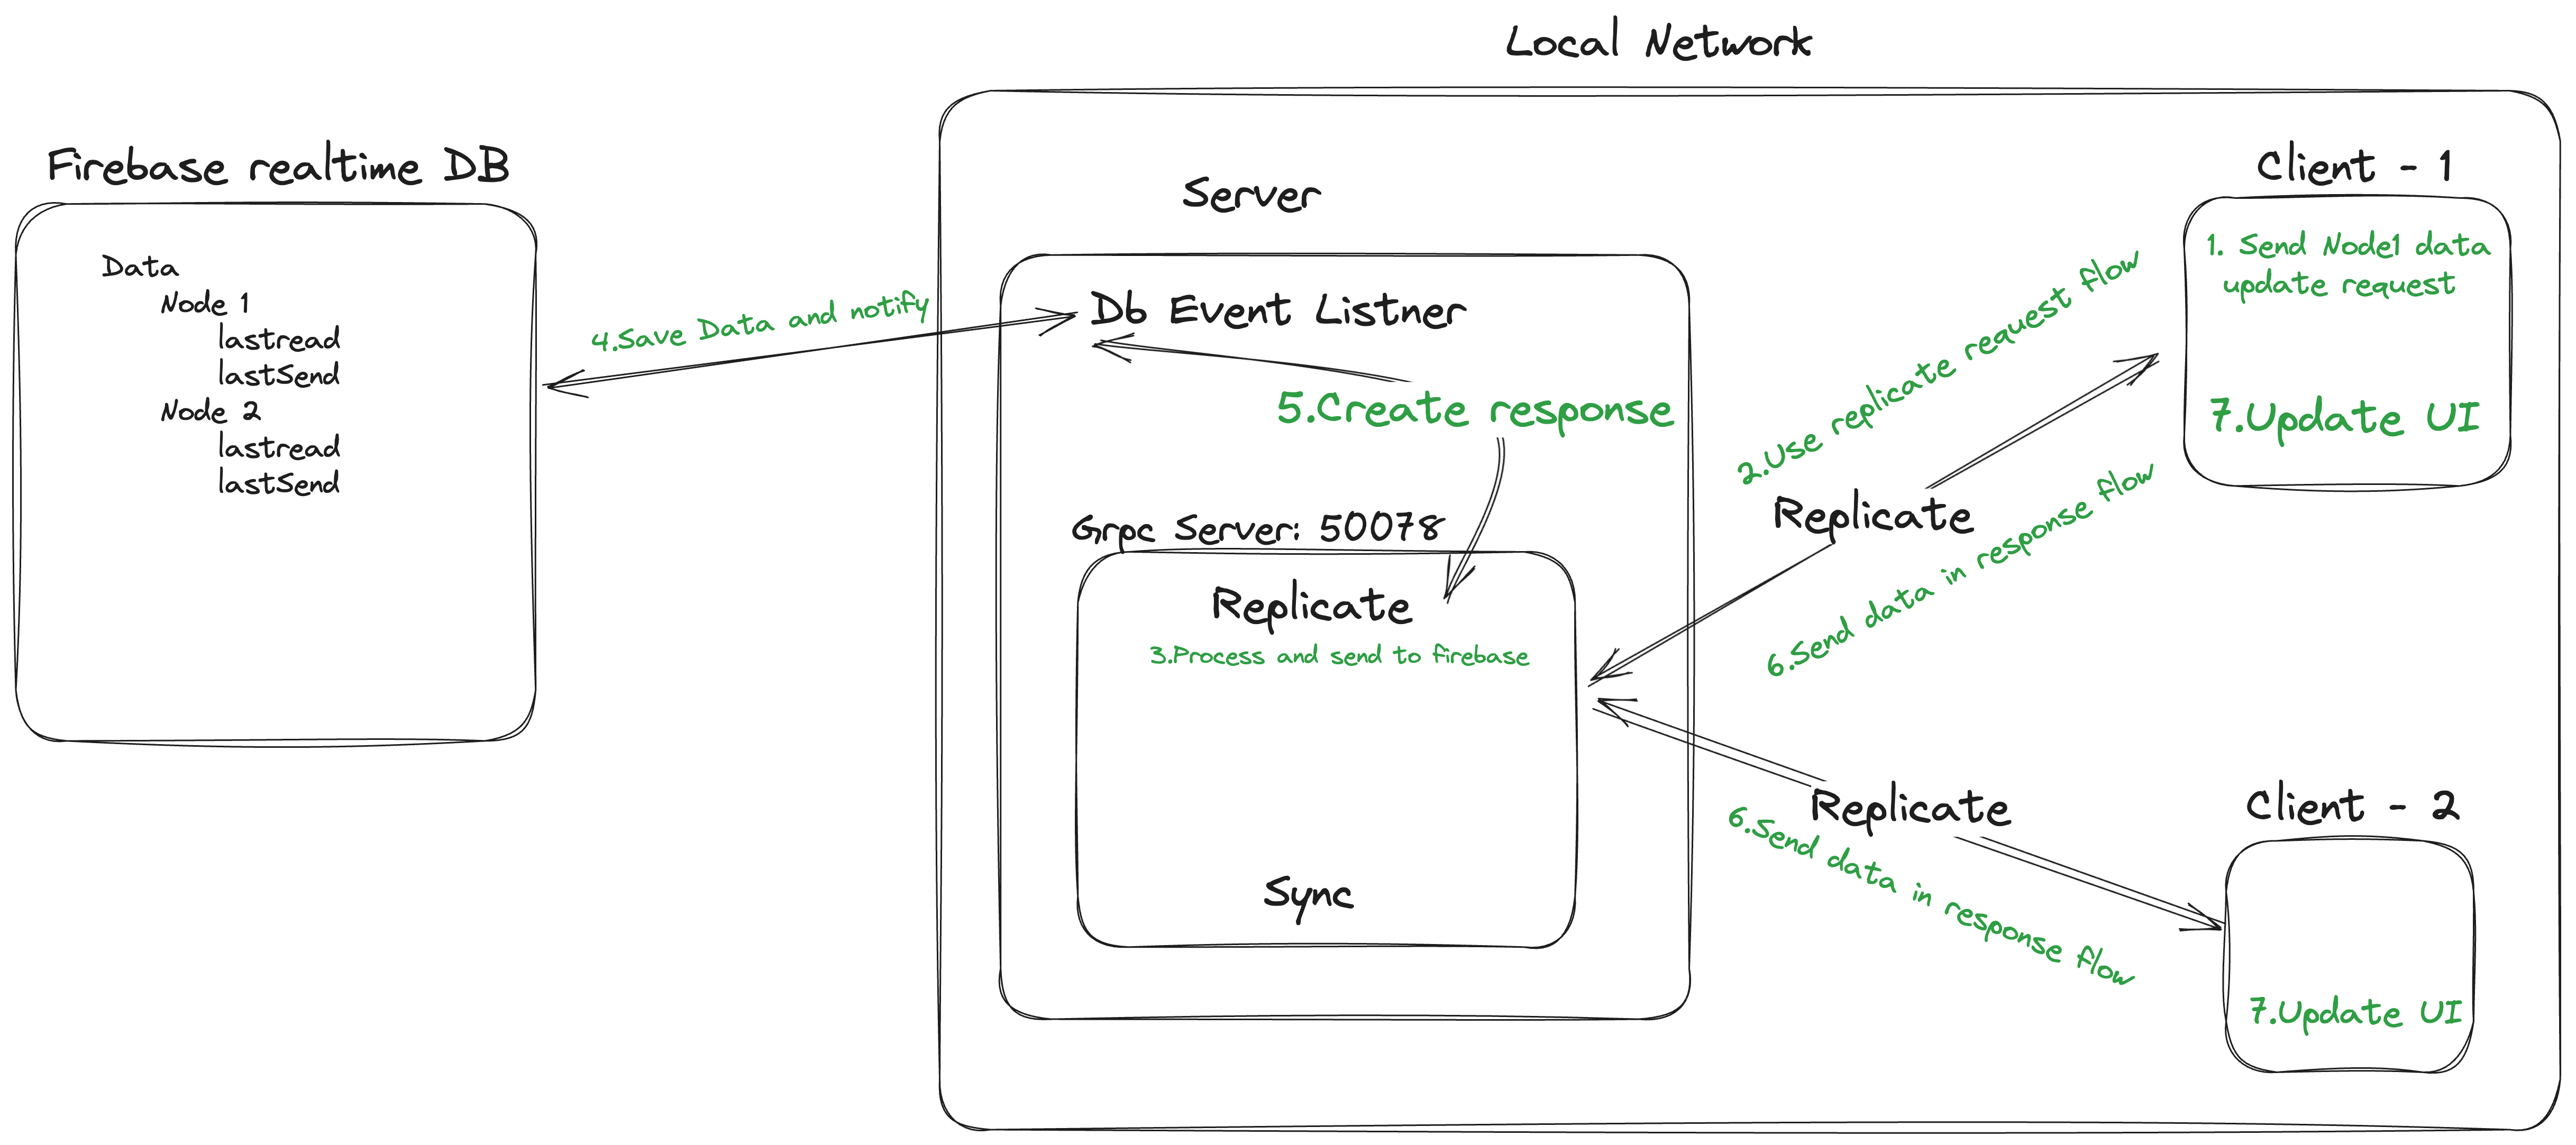 Local Network
Firebase realtime DB
Data
Node 1
lastread
lastSend
Node 2
lastread
lastSend
4.Save Data and notify
Server
Db Event Listner
5.Create response
Grpc Server: 50078
Replicate
3.Process and send to firebase
Sync
2.Use replicate request flow
Replicate
6.Send data in response flow
Client - 1
1. Send Node1 data
update request
7.Update UI
Replicate
6.Send data in response flow
Client - 2
7.Update UI